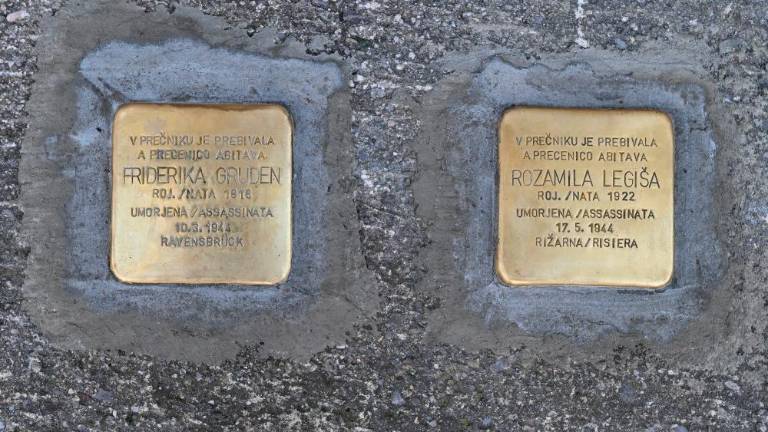 V PREČNIKU JE PREBIVALA
A PRECENICO ABITAVA
FRIDERIKA GRUDEN
ROJ./NATA 1916
UMORJENA/ASSASSINATA
10.3.1944
RAVENSBRÜCK
V PREČNIKU JE PREBIVALA
A PRECENICO ABITAVA
ROZAMILA LEGIŠA
ROJ./NATA 1922
UMORJENA/ASSASSINATA
17.5.1944
RIŽARNA/RISIERA